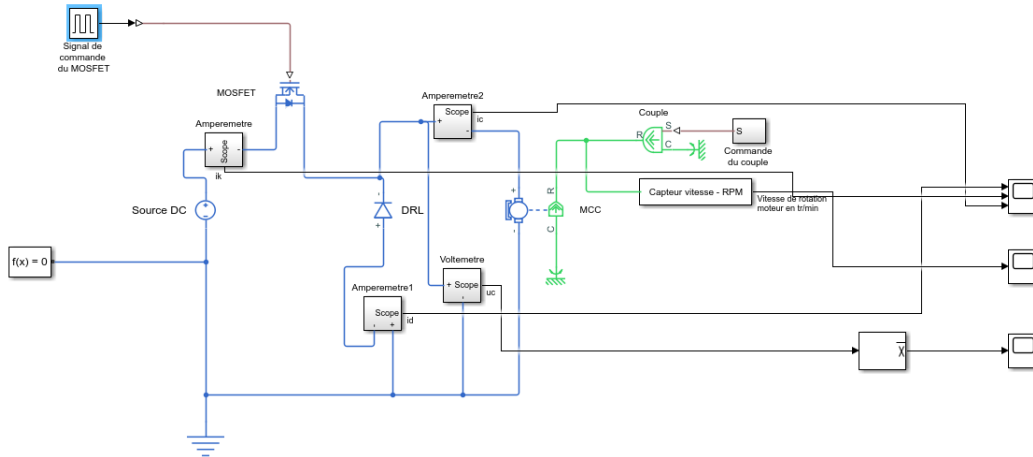 Signal de
commande
du MOSFET
MOSFET
Amperemetre
+
Scope
-
ik
Source DC
+
-
f(x) = 0
-
DRL
+
Amperemetre1
Scope
-
+
id
Amperemetre2
+
Scope
-
ic
Voltemetre
+
Scope
-
uc
+
-
R
C
MCC
Couple
R
S
C
S
Commande
du couple
Capteur vitesse - RPM
Vitesse de rotation
moteur en tr/min
X